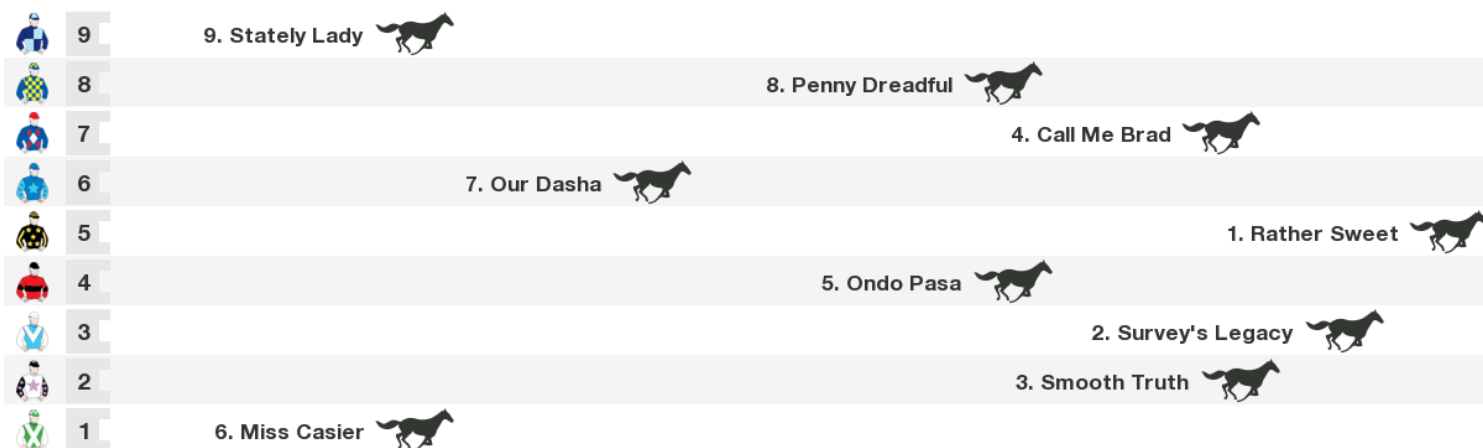 9 9. Stately Lady
8 8. Penny Dreadful
7 4. Call Me Brad
6 7. Our Dasha
5 1. Rather Sweet
4 5. Ondo Pasa
3 2. Survey's Legacy
2 3. Smooth Truth
1 6. Miss Casier